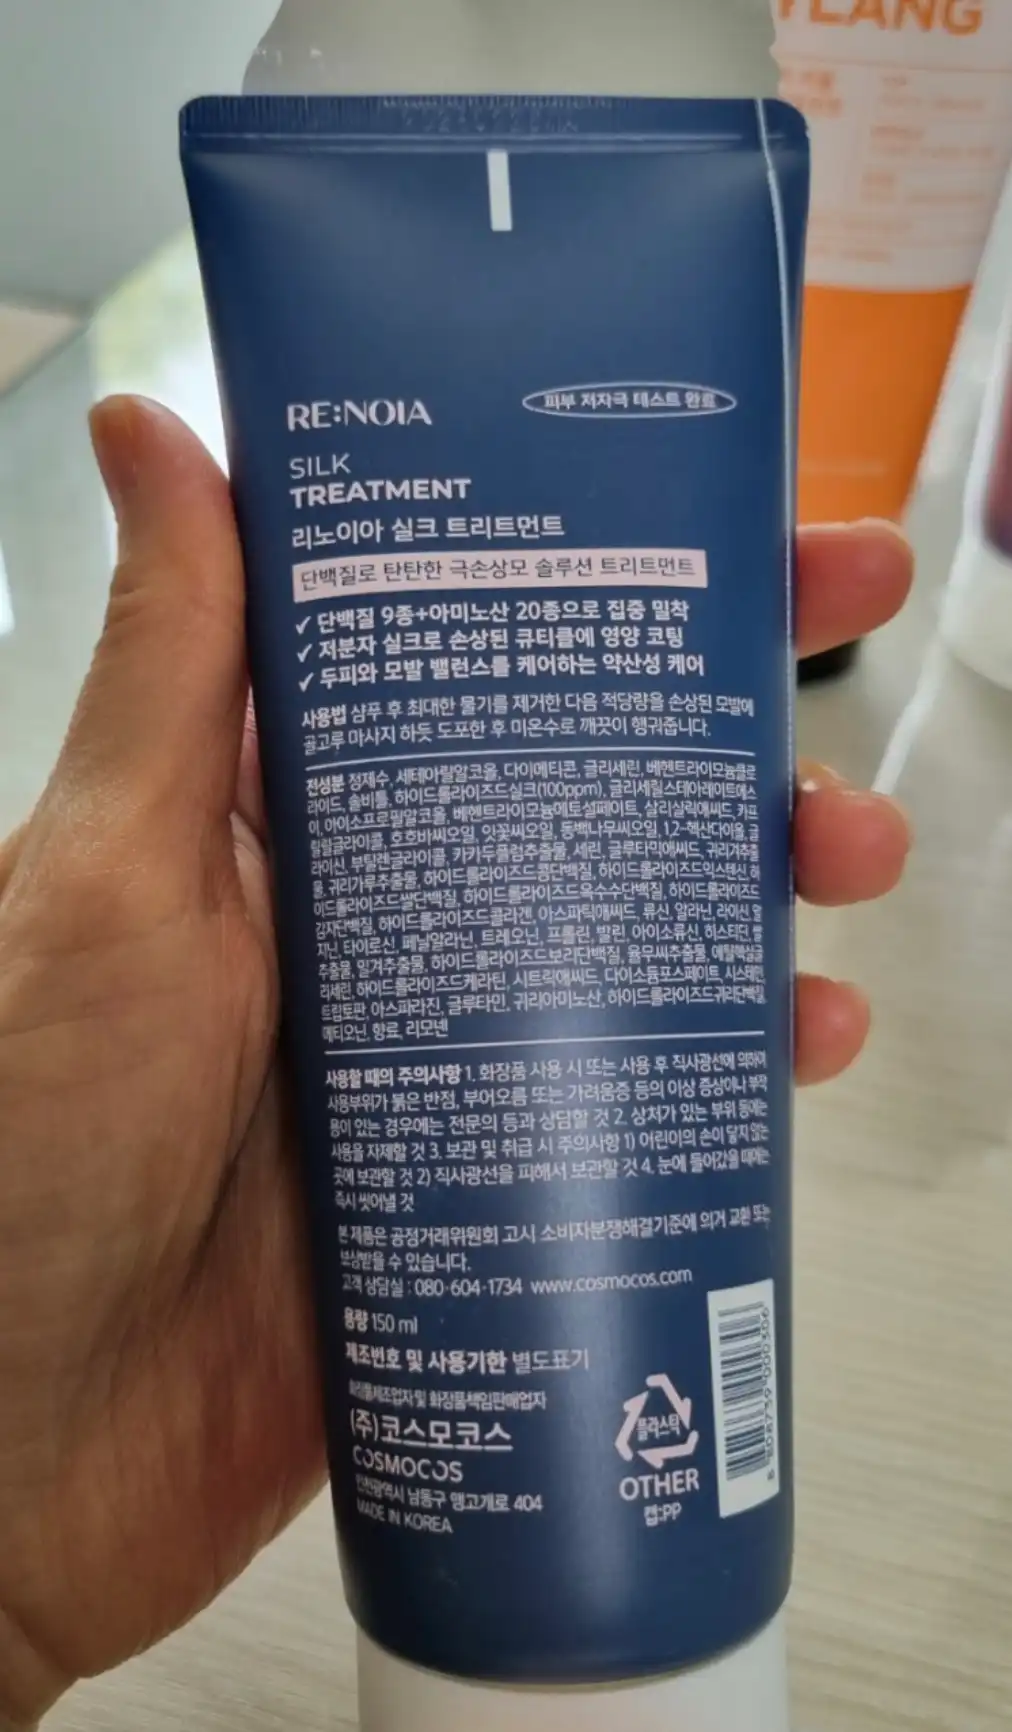 YLANG
RE:NOIA
피부 저자극 테스트 완료
SILK
TREATMENT
리노이아 실크 트리트먼트
단백질로 탄탄한 극손상모 솔루션 트리트먼트
✓ 단백질 9종+아미노산 20종으로 집중 밀착
✓ 저분자 실크로 손상된 큐티클에 영양 코팅
✓ 두피와 모발 밸런스를 케어하는 약산성 케어
사용법 샴푸 후 최대한 물기를 제거한 다음 적당량을 손상된 모발에
골고루 마사지 하듯 도포한 후 미온수로 깨끗이 행궈줍니다.
전성분 정제수, 세테아릴알코올, 다이메티콘, 글리세린, 베헨트라이모늄클로
라이드, 솔비톨, 하이드롤라이즈드실크(100ppm), 글리세릴스테아레이트에스
이, 아이소프로필알코올, 베헨트라이모늄메토설페이트, 살리실릭애씨드, 카프
릴릴글라이콜, 호호바씨오일, 잇꽃씨오일, 동백나무씨오일, 1,2-헥산다이올, 글
라이신, 부틸렌글라이콜, 카카두플럼추출물, 세린, 글루타믹애씨드, 귀리겨추출
물, 귀리가루추출물, 하이드롤라이즈드콩단백질, 하이드롤라이즈드익스텐신, 하
이드롤라이즈드쌀단백질, 하이드롤라이즈드옥수수단백질, 하이드롤라이즈드
감자단백질, 하이드롤라이즈드콜라겐, 아스파틱애씨드, 류신, 알라닌, 라이신, 알
지닌, 타이로신, 페닐알라닌, 트레오닌, 프롤린, 발린, 아이소류신, 히스티딘, 쌀
추출물, 밀겨추출물, 하이드롤라이즈드보리단백질, 율무씨추출물, 에틸헥실글
리세린, 하이드롤라이즈드케라틴, 시트릭애씨드, 다이소듐포스페이트, 시스테인,
트립토판, 아스파라진, 글루타민, 귀리아미노산, 하이드롤라이즈드귀리단백질,
메티오닌, 향료, 리모넨
사용할 때의 주의사항 1. 화장품 사용 시 또는 사용 후 직사광선에 의하여
사용부위가 붉은 반점, 부어오름 또는 가려움증 등의 이상 증상이나 부작
용이 있는 경우에는 전문의 등과 상담할 것 2. 상처가 있는 부위 등에는
사용을 자제할 것 3. 보관 및 취급 시 주의사항 1) 어린이의 손이 닿지 않는
곳에 보관할 것 2) 직사광선을 피해서 보관할 것 4. 눈에 들어갔을 때에는
즉시 씻어낼 것
본 제품은 공정거래위원회 고시 소비자분쟁해결기준에 의거 교환 또는
보상받을 수 있습니다.
고객 상담실 : 080-604-1734 www.cosmocos.com
용량 150 ml
제조번호 및 사용기한 별도표기
화장품제조업자 및 화장품책임판매업자
(주)코스모코스
COSMOCOS
인천광역시 남동구 앵고개로 404
MADE IN KOREA
플라스틱
OTHER
캡:PP
8 808739 000306